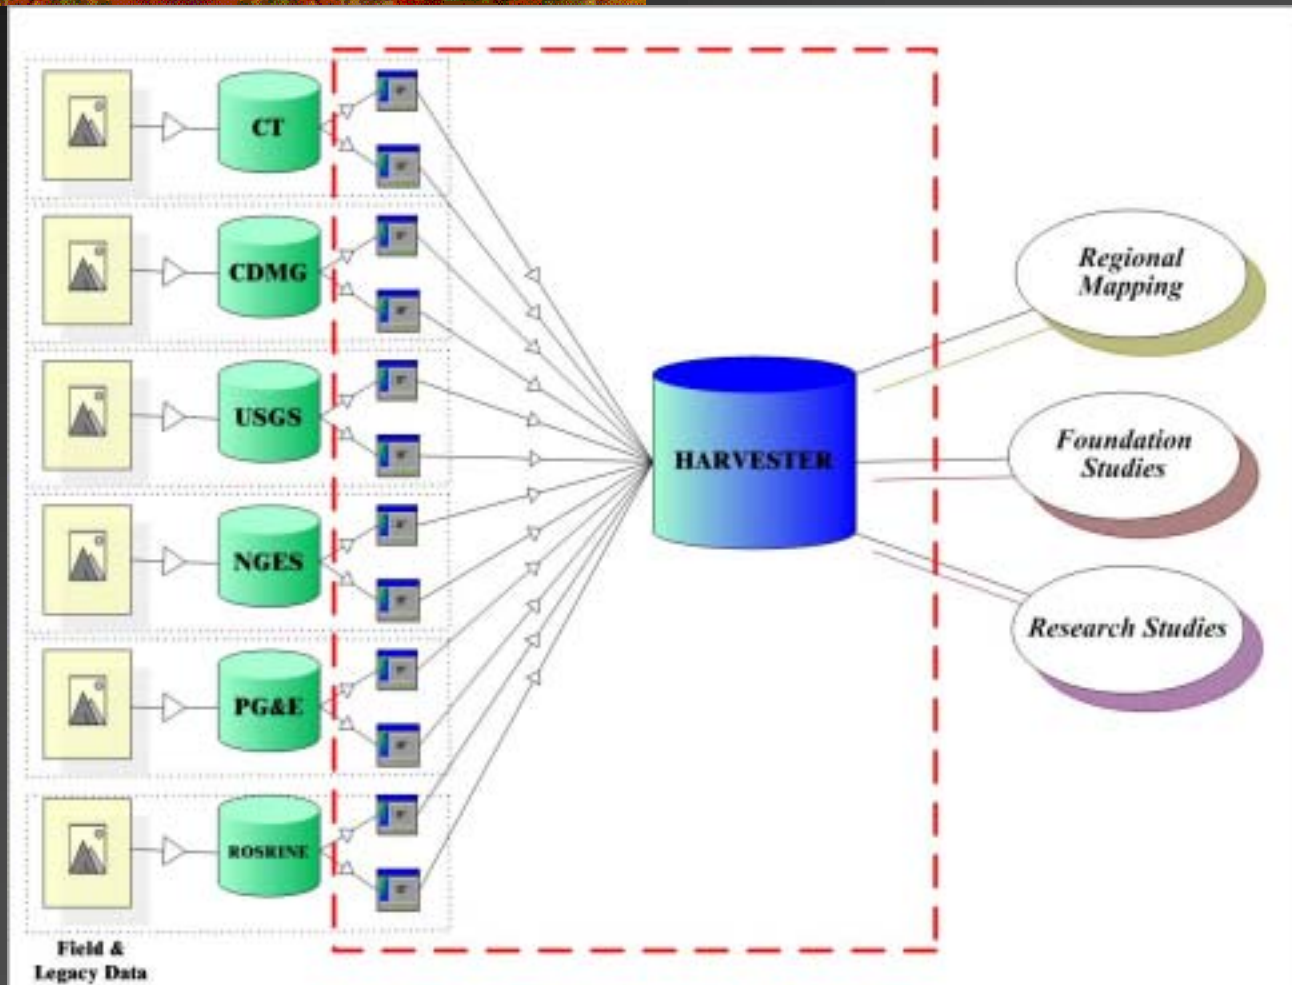 CT
CDMG
USGS
NGES
PG&E
ROSRINE
Field &
Legacy Data
HARVESTER
Regional
Mapping
Foundation
Studies
Research Studies